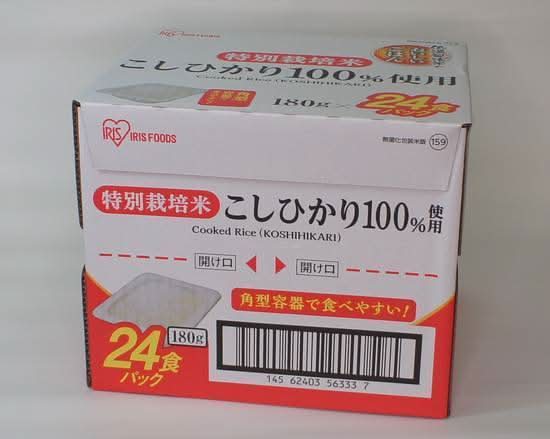 IRIS
特別栽培米
こしひかり100%使用
Cooked Rice (KOSHIHIKARI)
180g×24食
パック
IRIS IRIS FOODS
無菌化包装米飯 159
特別栽培米 こしひかり100%使用
Cooked Rice (KOSHIHIKARI)
開け口 開け口
角型容器で食べやすい!
180g
24食
パック
145 62403 56333 7